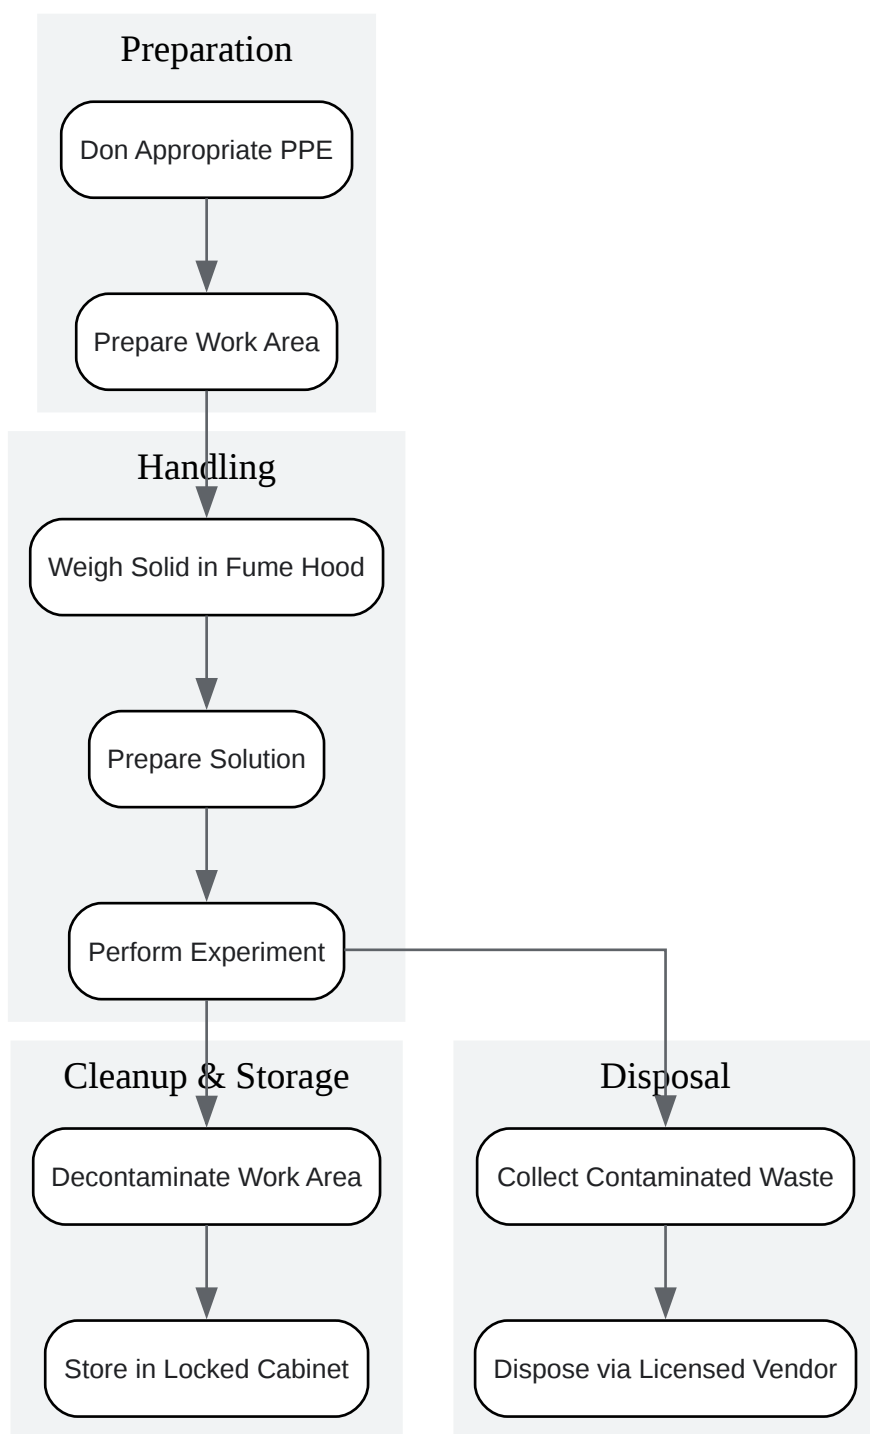 Preparation
Don Appropriate PPE
Prepare Work Area
Handling
Weigh Solid in Fume Hood
Prepare Solution
Perform Experiment
Cleanup & Storage
Decontaminate Work Area
Store in Locked Cabinet
Disposal
Collect Contaminated Waste
Dispose via Licensed Vendor